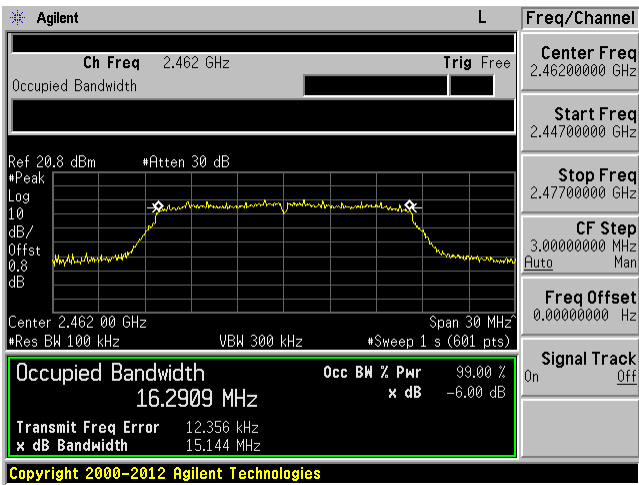 Agilent L Freq/Channel
Ch Freq 2.462 GHz Trig Free
Occupied Bandwidth
Center Freq
2.46200000 GHz
Start Freq
2.44700000 GHz
Stop Freq
2.47700000 GHz
CF Step
3.00000000 MHz
Auto Man
Freq Offset
0.00000000 Hz
Signal Track
On Off
Ref 20.8 dBm #Atten 30 dB
#Peak
Log
10
dB/
Offst
0.8
dB
Center 2.462 00 GHz Span 30 MHz^
#Res BW 100 kHz VBW 300 kHz #Sweep 1 s (601 pts)
Occupied Bandwidth Occ BW % Pwr 99.00 %
16.2909 MHz x dB -6.00 dB
Transmit Freq Error 12.356 kHz
x dB Bandwidth 15.144 MHz
Copyright 2000-2012 Agilent Technologies